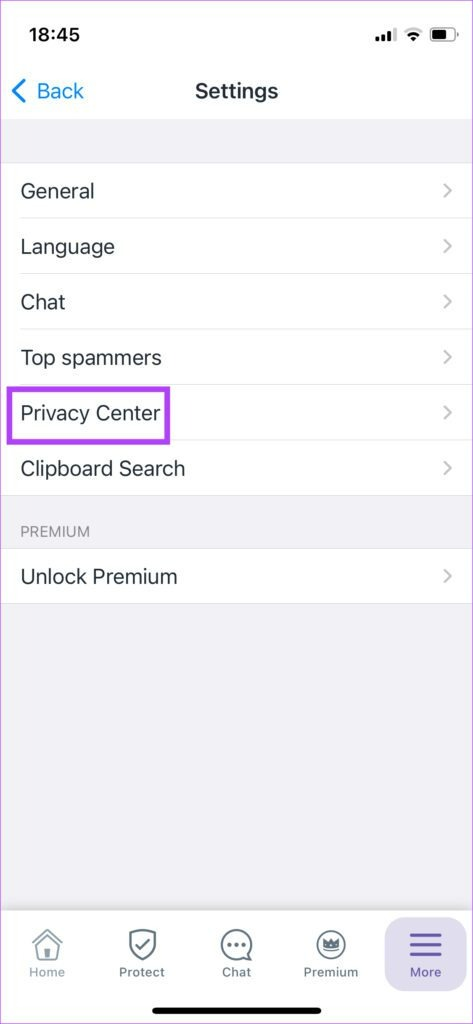 18:45
Back
Settings
General
Language
Chat
Top spammers
Privacy Center
Clipboard Search
PREMIUM
Unlock Premium
Home
Protect
Chat
Premium
More